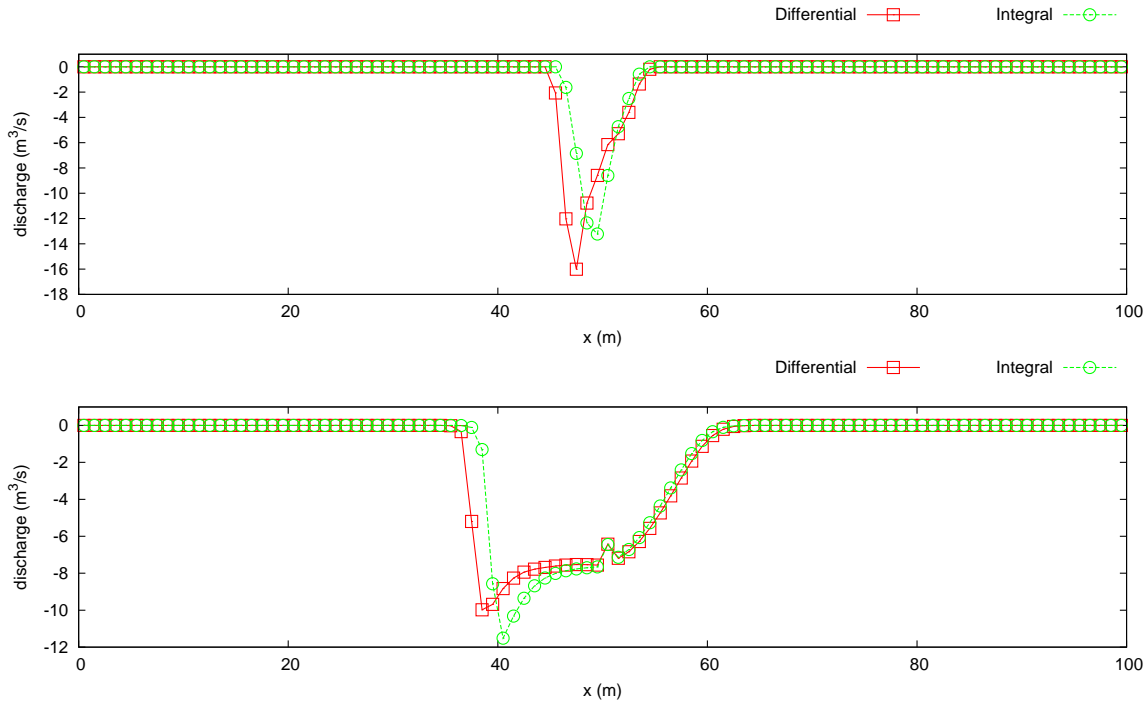 Differential Integral
0
-2
-4
-6
-8
-10
-12
-14
-16
-18
discharge (m³/s)
0 20 40 60 80 100
x (m)
Differential Integral
0
-2
-4
-6
-8
-10
-12
discharge (m³/s)
0 20 40 60 80 100
x (m)